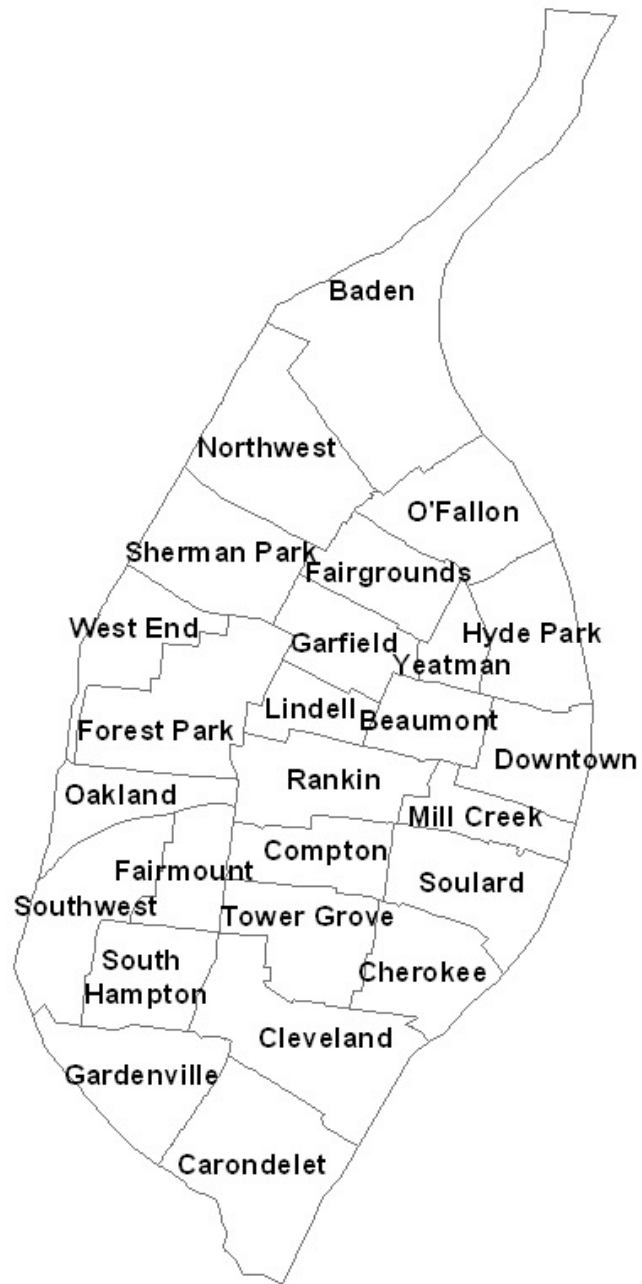 Baden
Northwest
O'Fallon
Sherman Park
Fairgrounds
West End
Garfield
Hyde Park
Yeatman
Lindell
Beaumont
Forest Park
Downtown
Rankin
Oakland
Mill Creek
Compton
Fairmount
Soulard
Southwest
Tower Grove
South
Hampton
Cherokee
Cleveland
Gardenville
Carondelet